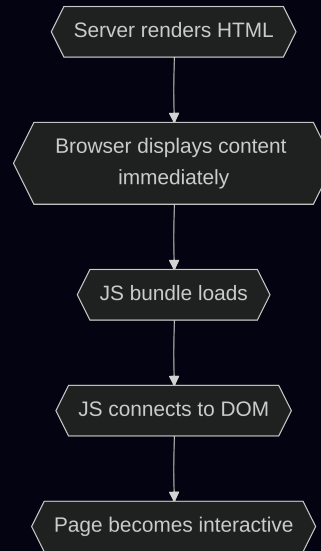 Server renders HTML
Browser displays content
immediately
JS bundle loads
JS connects to DOM
Page becomes interactive